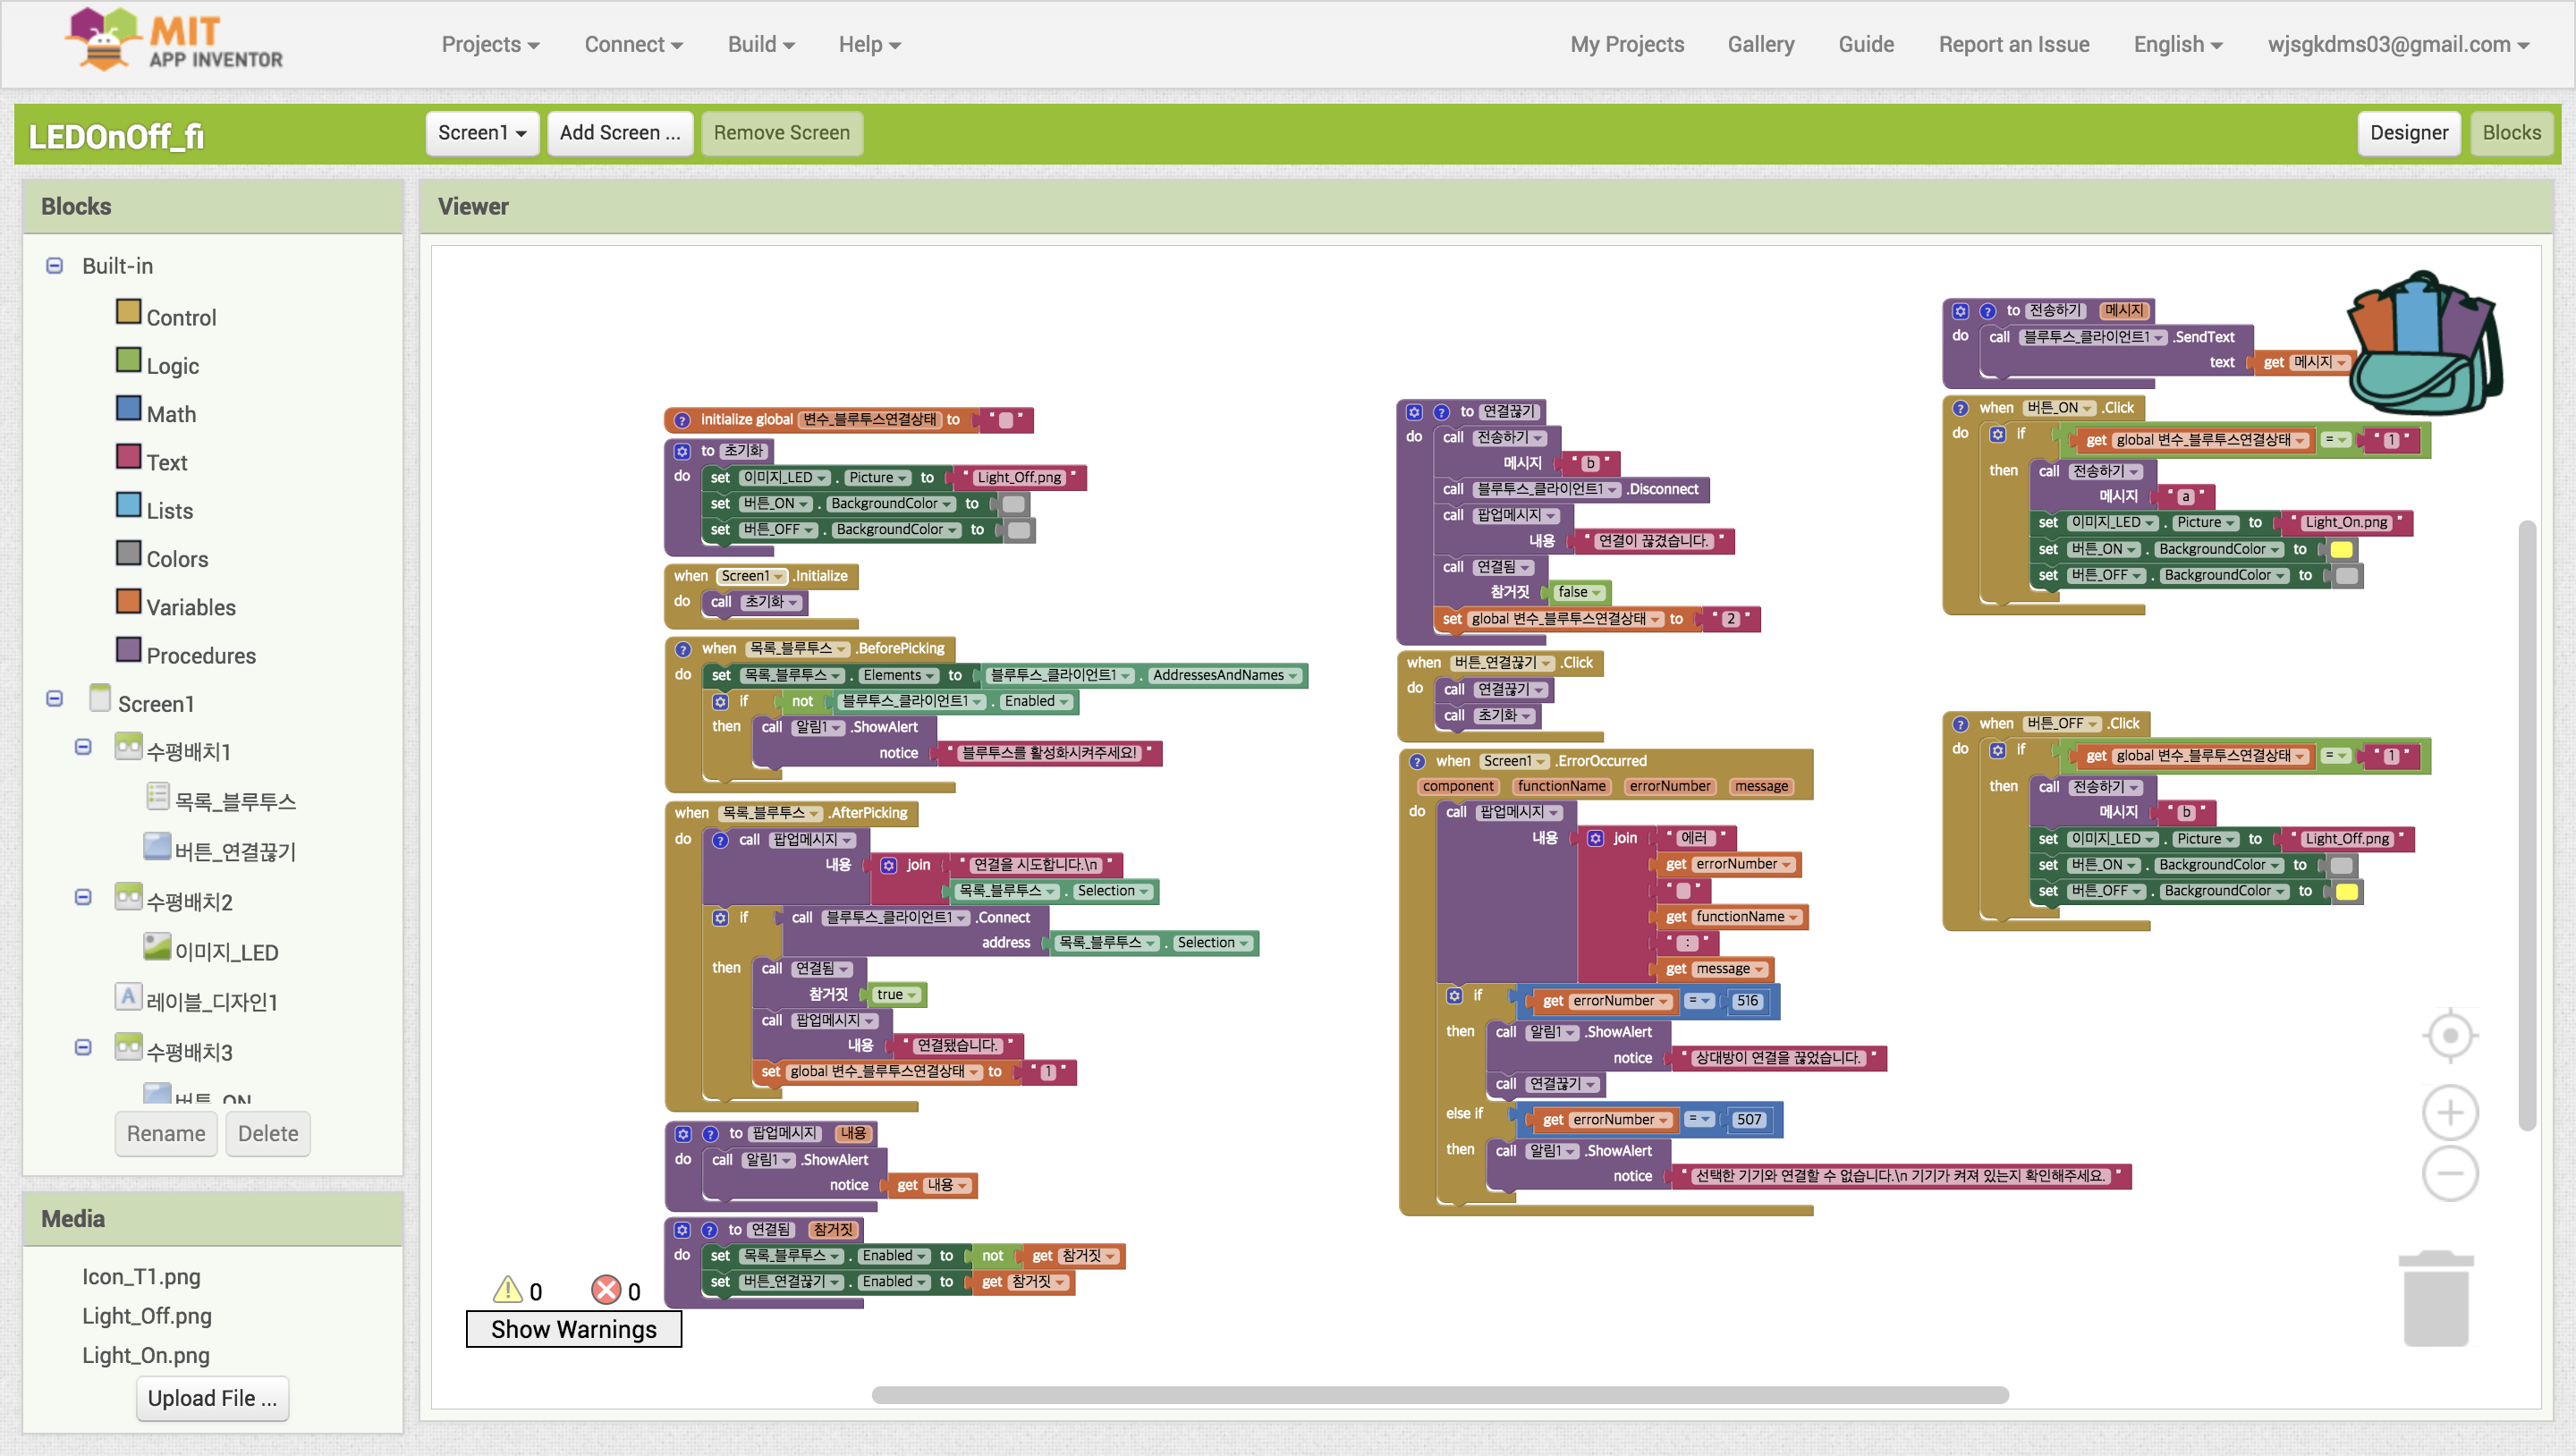 MIT
APP INVENTOR
Projects
Connect
Build
Help
My Projects
Gallery
Guide
Report an Issue
English
wjsgkdms03@gmail.com
LEDOnOff_fi
Screen1
Add Screen ...
Remove Screen
Designer
Blocks
Blocks
Built-in
Control
Logic
Math
Text
Lists
Colors
Variables
Procedures
Screen1
수평배치1
목록_블루투스
버튼_연결끊기
수평배치2
이미지_LED
레이블_디자인1
수평배치3
버튼_ON
Rename
Delete
Media
Icon_T1.png
Light_Off.png
Light_On.png
Upload File ...
Viewer
initialize global 변수_블루투스연결상태 to " "
to 초기화
do set 이미지_LED . Picture to " Light_Off.png "
set 버튼_ON . BackgroundColor to
set 버튼_OFF . BackgroundColor to
when Screen1 .Initialize
do call 초기화
when 목록_블루투스 .BeforePicking
do set 목록_블루투스 . Elements to 블루투스_클라이언트1 . AddressesAndNames
if not 블루투스_클라이언트1 . Enabled
then call 알림1 .ShowAlert
notice " 블루투스를 활성화시켜주세요! "
when 목록_블루투스 .AfterPicking
do call 팝업메시지
내용 join " 연결을 시도합니다.\n "
목록_블루투스 . Selection
if call 블루투스_클라이언트1 .Connect
address 목록_블루투스 . Selection
then call 연결됨
참거짓 true
call 팝업메시지
내용 " 연결됐습니다. "
set global 변수_블루투스연결상태 to " 1 "
to 팝업메시지 내용
do call 알림1 .ShowAlert
notice get 내용
to 연결됨 참거짓
do set 목록_블루투스 . Enabled to not get 참거짓
set 버튼_연결끊기 . Enabled to get 참거짓
0 0
Show Warnings
to 연결끊기
do call 전송하기
메시지 " b "
call 블루투스_클라이언트1 .Disconnect
call 팝업메시지
내용 " 연결이 끊겼습니다. "
call 연결됨
참거짓 false
set global 변수_블루투스연결상태 to " 2 "
when 버튼_연결끊기 .Click
do call 연결끊기
call 초기화
when Screen1 .ErrorOccurred
component functionName errorNumber message
do call 팝업메시지
내용 join " 에러 "
get errorNumber
" "
get functionName
" : "
get message
if get errorNumber = 516
then call 알림1 .ShowAlert
notice " 상대방이 연결을 끊었습니다. "
call 연결끊기
else if get errorNumber = 507
then call 알림1 .ShowAlert
notice " 선택한 기기와 연결할 수 없습니다.\n 기기가 켜져 있는지 확인해주세요. "
to 전송하기 메시지
do call 블루투스_클라이언트1 .SendText
text get 메시지
when 버튼_ON .Click
do if get global 변수_블루투스연결상태 = " 1 "
then call 전송하기
메시지 " a "
set 이미지_LED . Picture to " Light_On.png "
set 버튼_ON . BackgroundColor to
set 버튼_OFF . BackgroundColor to
when 버튼_OFF .Click
do if get global 변수_블루투스연결상태 = " 1 "
then call 전송하기
메시지 " b "
set 이미지_LED . Picture to " Light_Off.png "
set 버튼_ON . BackgroundColor to
set 버튼_OFF . BackgroundColor to